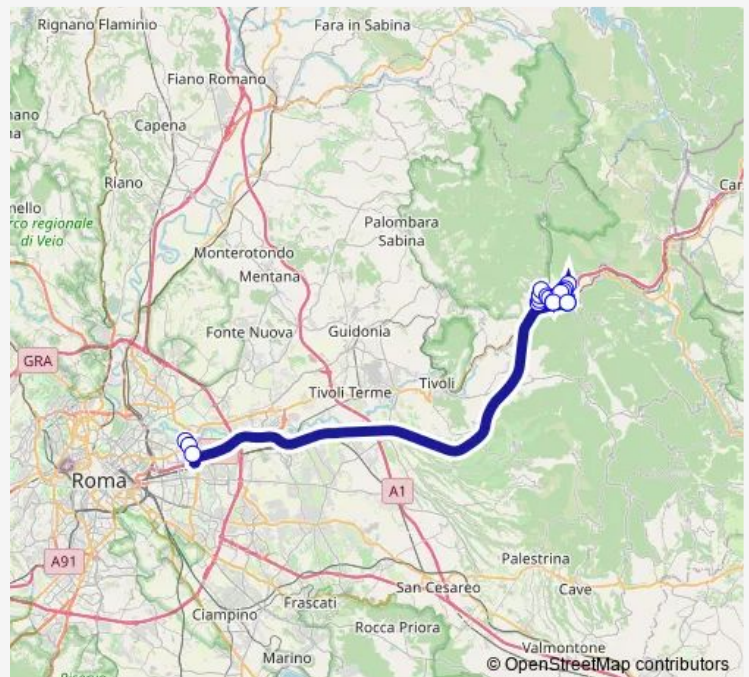 Rignano Flaminio
Fara in Sabina
Fiano Romano
Capena
Riano
rco regionale
di Veio
Palombara
Sabina
Monterotondo
Mentana
Fonte Nuova
Guidonia
GRA
Tivoli Terme
Tivoli
Roma
A1
A91
Palestrina
San Cesareo
Cave
Ciampino
Frascati
Rocca Priora
Valmontone
Marino
© OpenStreetMap contributors